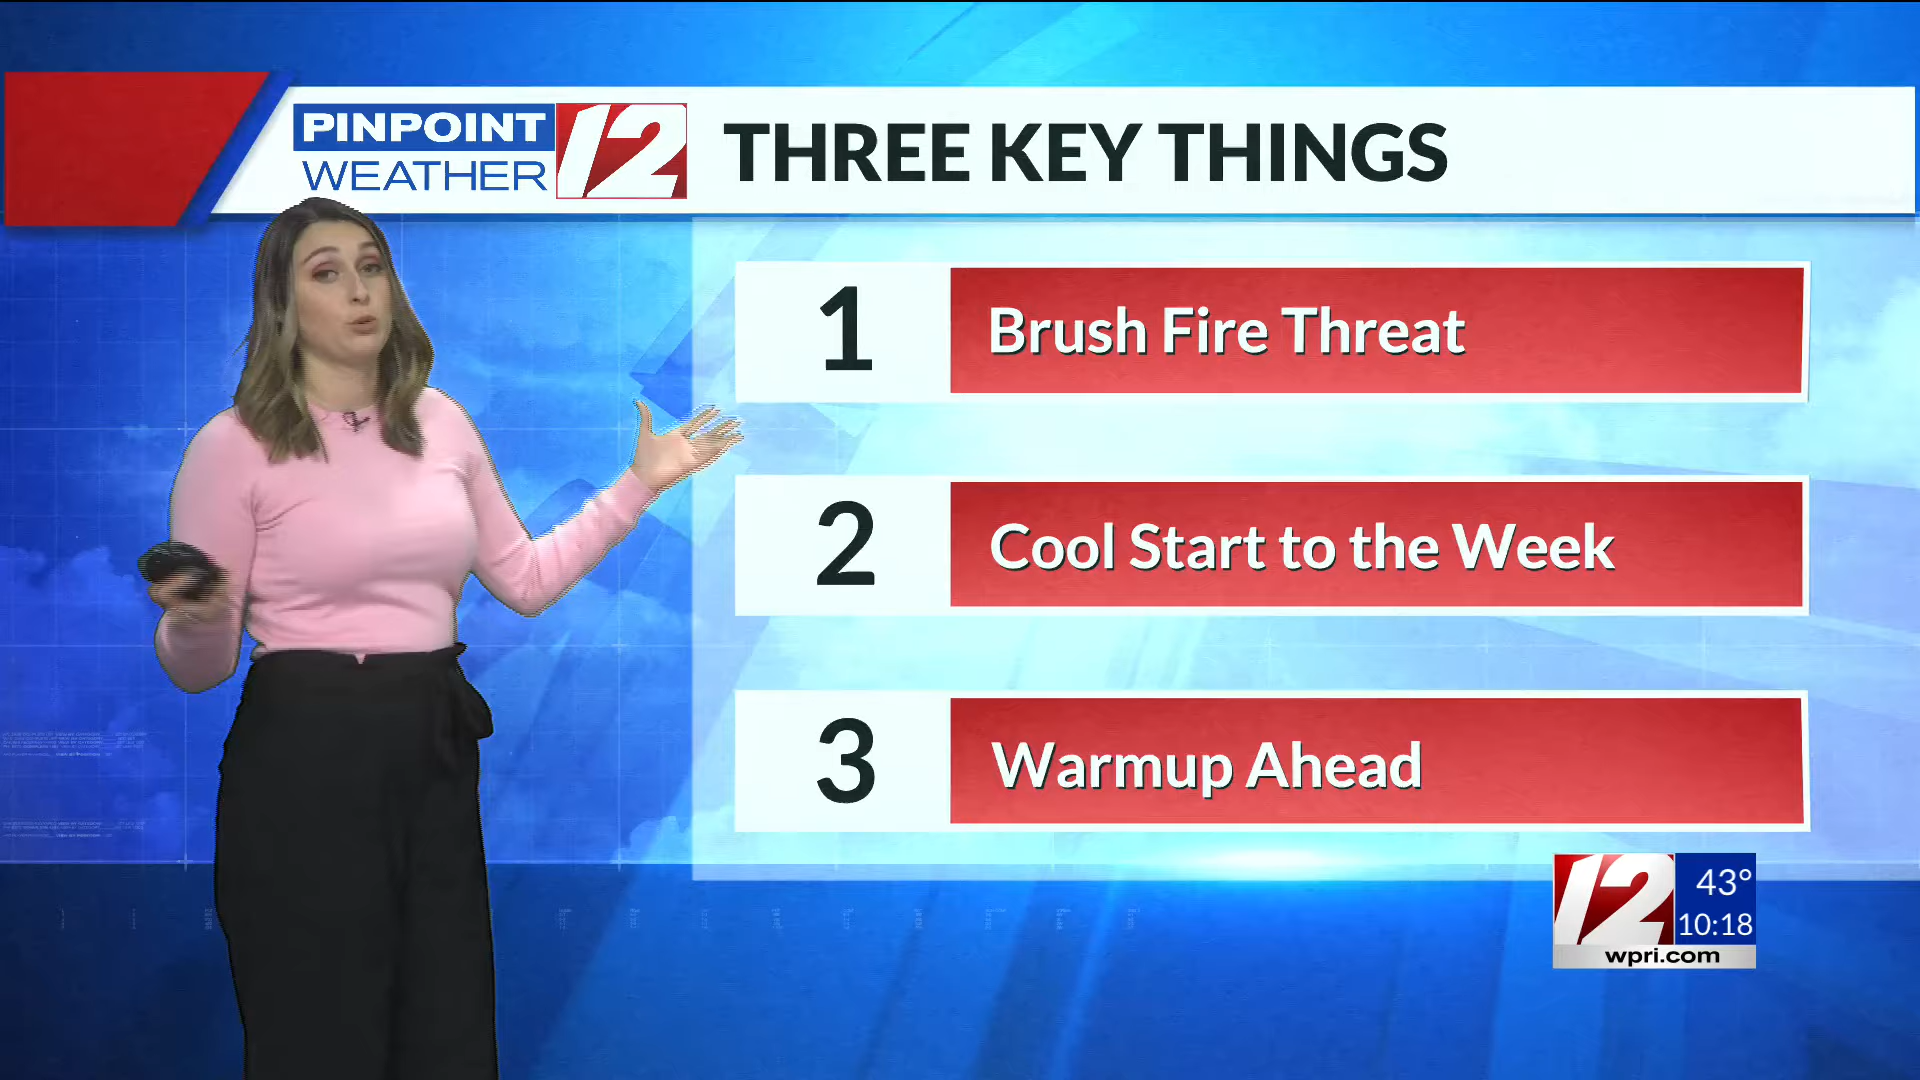 PINPOINT
WEATHER
12
THREE KEY THINGS
1
Brush Fire Threat
2
Cool Start to the Week
3
Warmup Ahead
12
43°
10:18
wpri.com